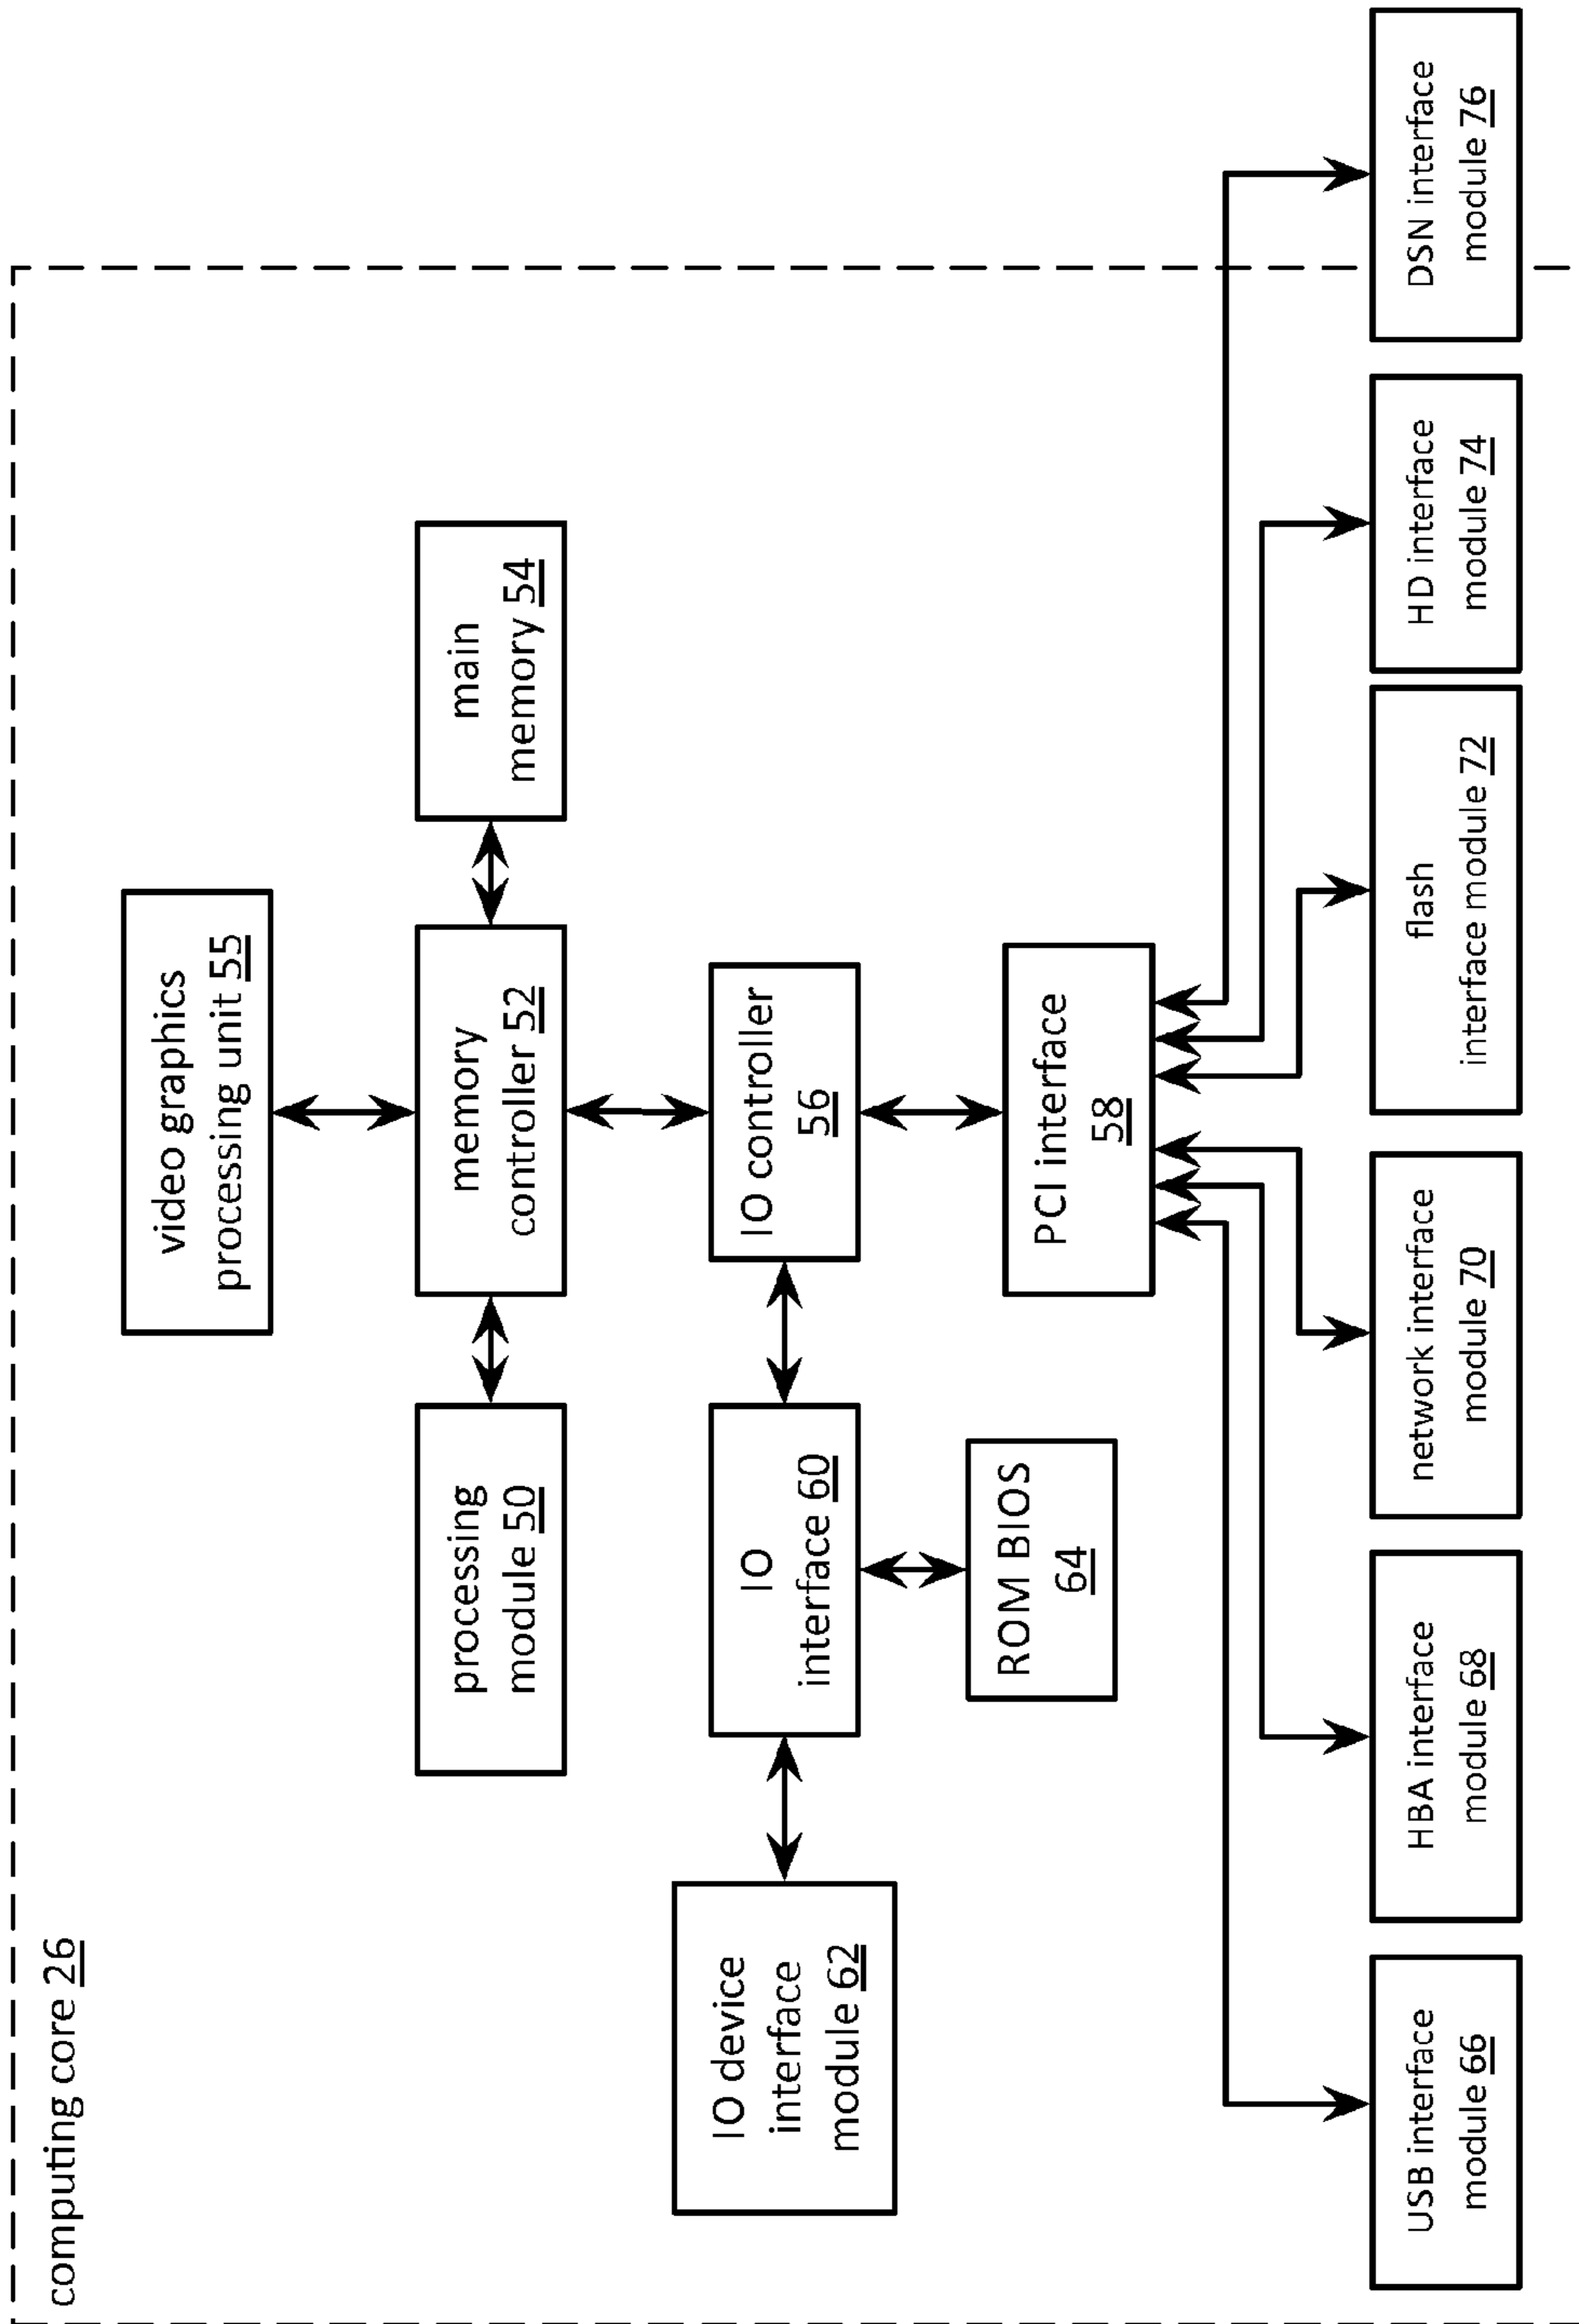 computing core 26
video graphics
processing unit 55
processing
module 50
memory
controller 52
main
memory 54
IO device
interface
module 62
IO
interface 60
IO controller
56
ROM BIOS
64
PCI interface
58
USB interface
module 66
HBA interface
module 68
network interface
module 70
flash
interface module 72
HD interface
module 74
DSN interface
module 76